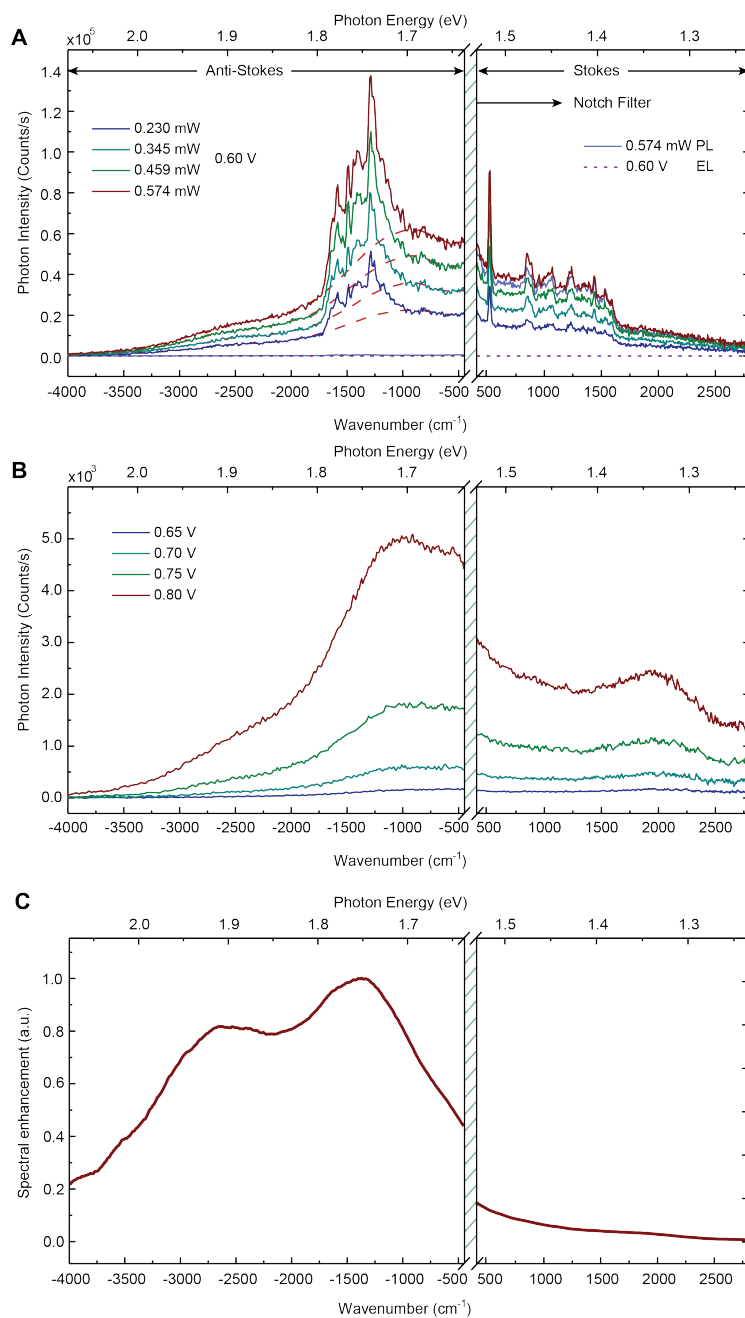 Photon Energy (eV)
A
x10⁵
2.0 1.9 1.8 1.7 1.5 1.4 1.3
Anti-Stokes Stokes
Notch Filter
0.230 mW
0.345 mW
0.459 mW
0.574 mW
0.60 V
0.574 mW PL
0.60 V EL
Photon Intensity (Counts/s)
1.4
1.2
1.0
0.8
0.6
0.4
0.2
0.0
-4000 -3500 -3000 -2500 -2000 -1500 -1000 -500 500 1000 1500 2000 2500
Wavenumber (cm⁻¹)
Photon Energy (eV)
B
x10³
2.0 1.9 1.8 1.7 1.5 1.4 1.3
0.65 V
0.70 V
0.75 V
0.80 V
Photon Intensity (Counts/s)
5.0
4.0
3.0
2.0
1.0
0.0
-4000 -3500 -3000 -2500 -2000 -1500 -1000 -500 500 1000 1500 2000 2500
Wavenumber (cm⁻¹)
C
Photon Energy (eV)
2.0 1.9 1.8 1.7 1.5 1.4 1.3
Spectral enhancement (a.u.)
1.0
0.8
0.6
0.4
0.2
0.0
-4000 -3500 -3000 -2500 -2000 -1500 -1000 -500 500 1000 1500 2000 2500
Wavenumber (cm⁻¹)